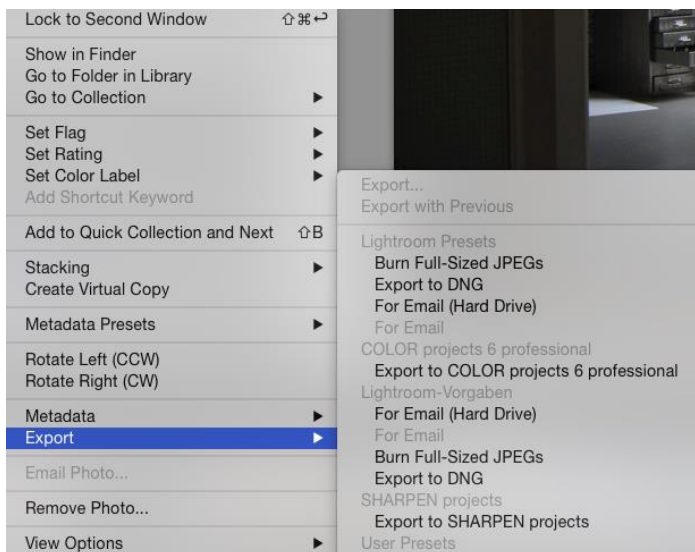 Lock to Second Window ⇧⌘↩
Show in Finder
Go to Folder in Library
Go to Collection ▶
Set Flag ▶
Set Rating ▶
Set Color Label ▶
Add Shortcut Keyword
Add to Quick Collection and Next ⇧B
Stacking ▶
Create Virtual Copy
Metadata Presets ▶
Rotate Left (CCW)
Rotate Right (CW)
Metadata ▶
Export ▶
Email Photo...
Remove Photo...
View Options ▶
Export...
Export with Previous
Lightroom Presets
Burn Full-Sized JPEGs
Export to DNG
For Email (Hard Drive)
For Email
COLOR projects 6 professional
Export to COLOR projects 6 professional
Lightroom-Vorgaben
For Email (Hard Drive)
For Email
Burn Full-Sized JPEGs
Export to DNG
SHARPEN projects
Export to SHARPEN projects
User Presets